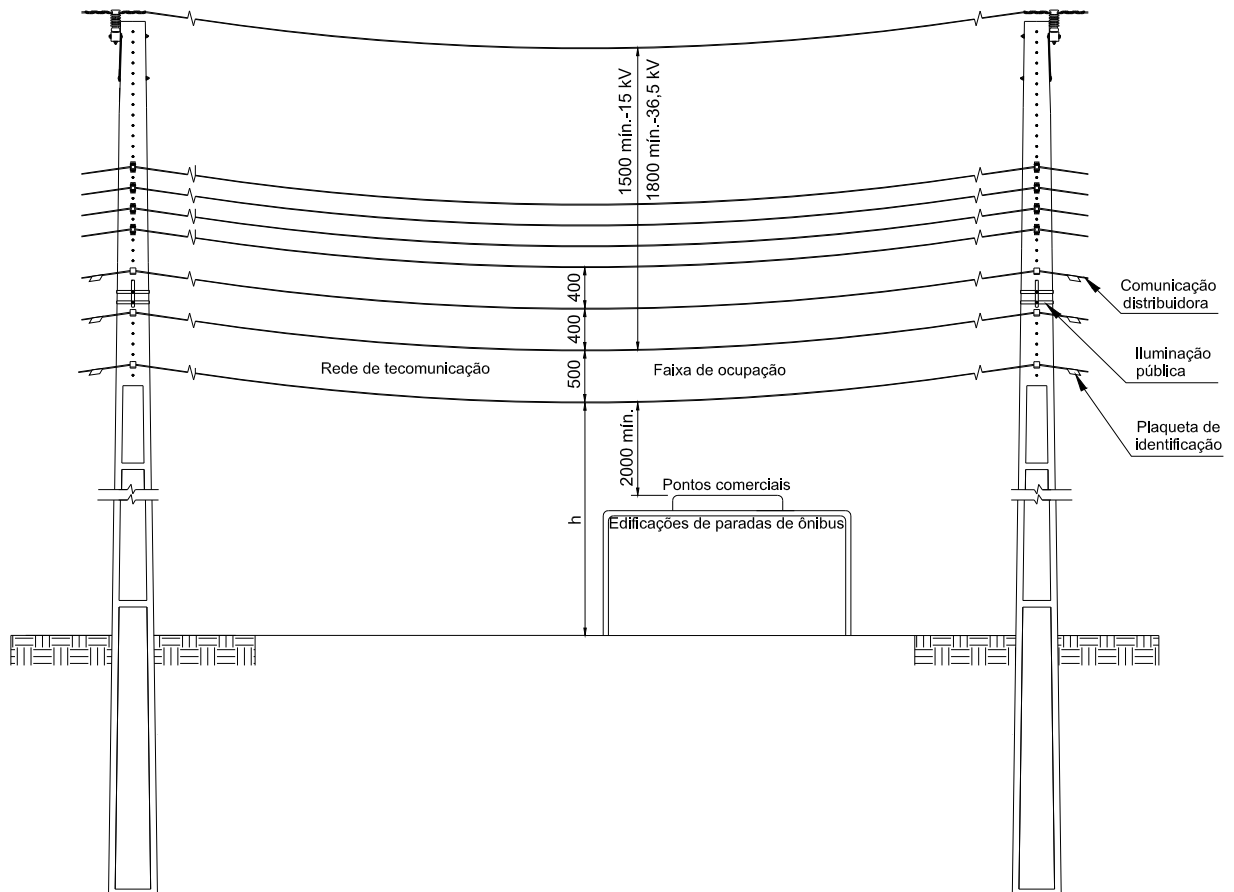 1500 mín.-15 kV
1800 mín.-36,5 kV
400
400
500
Comunicação
distribuidora
Iluminação
pública
Rede de tecomunicação
Faixa de ocupação
Plaqueta de
identificação
2000 mín.
h
Pontos comerciais
Edificações de paradas de ônibus